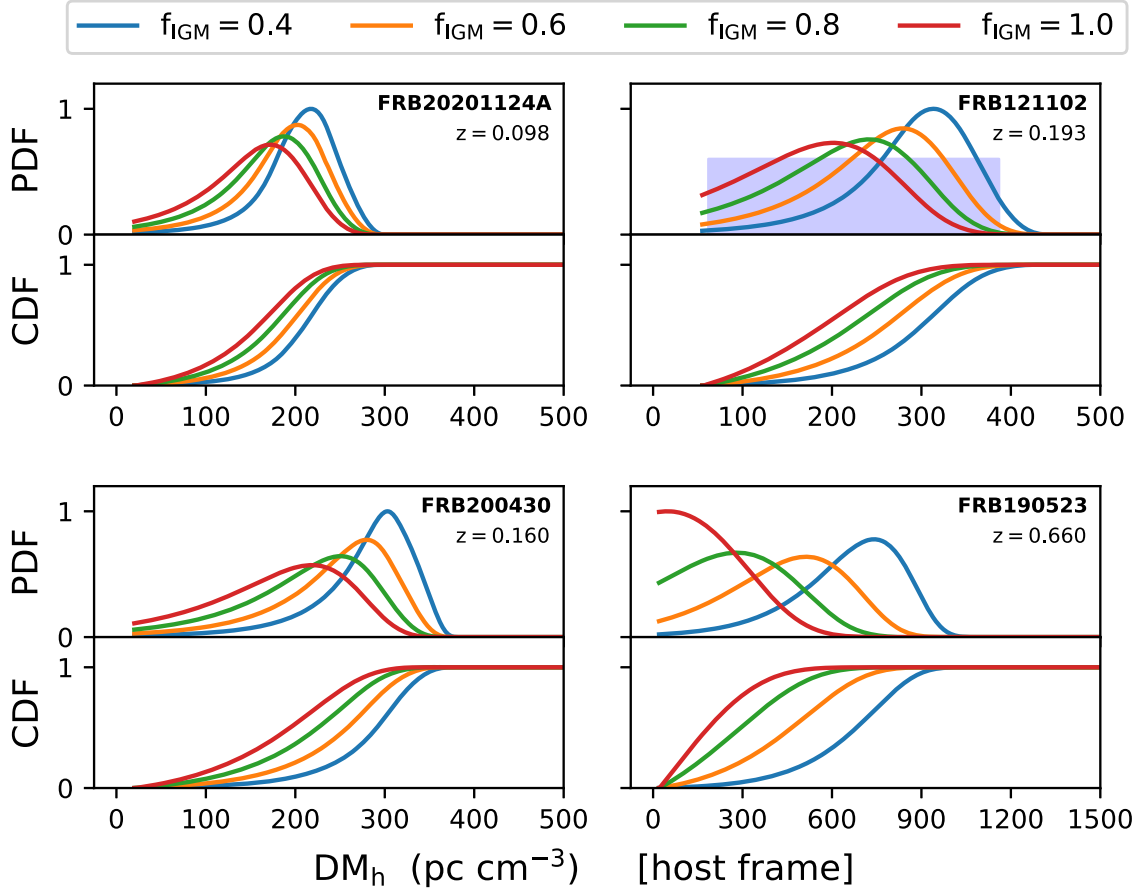 f_IGM = 0.4 f_IGM = 0.6 f_IGM = 0.8 f_IGM = 1.0
FRB20201124A
z = 0.098
PDF
1
0
CDF
1
0
0 100 200 300 400 500
FRB121102
z = 0.193
0 100 200 300 400 500
FRB200430
z = 0.160
PDF
1
0
CDF
1
0
0 100 200 300 400 500
FRB190523
z = 0.660
0 300 600 900 1200 1500
DM_h (pc cm⁻³) [host frame]